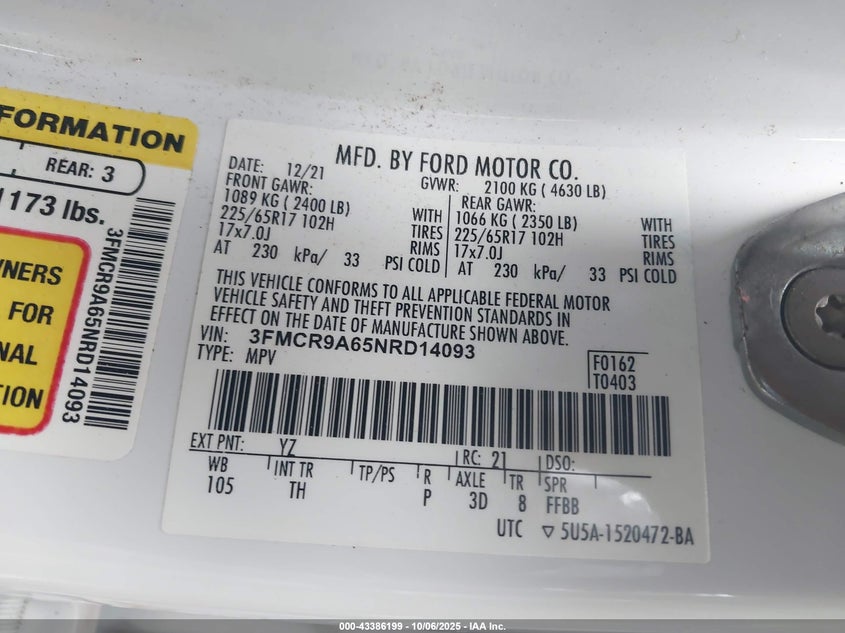 FORMATION
REAR: 3
1173 lbs.
WNERS
FOR
NAL
TION
3FMCR9A65NRD14093
MFD. BY FORD MOTOR CO.
DATE: 12/21 GVWR: 2100 KG ( 4630 LB)
FRONT GAWR: REAR GAWR:
1089 KG ( 2400 LB) WITH 1066 KG ( 2350 LB) WITH
225/65R17 102H TIRES 225/65R17 102H TIRES
17x7.0J RIMS 17x7.0J RIMS
AT 230 kPa/ 33 PSI COLD AT 230 kPa/ 33 PSI COLD
THIS VEHICLE CONFORMS TO ALL APPLICABLE FEDERAL MOTOR
VEHICLE SAFETY AND THEFT PREVENTION STANDARDS IN
EFFECT ON THE DATE OF MANUFACTURE SHOWN ABOVE.
VIN: 3FMCR9A65NRD14093
TYPE: MPV
F0162
T0403
EXT PNT: YZ RC: 21 DSO:
WB INT TR TP/PS R AXLE TR SPR
105 TH P 3D 8 FFBB
UTC ▽ 5U5A-1520472-BA
000-43386199 - 10/06/2025 - IAA Inc.